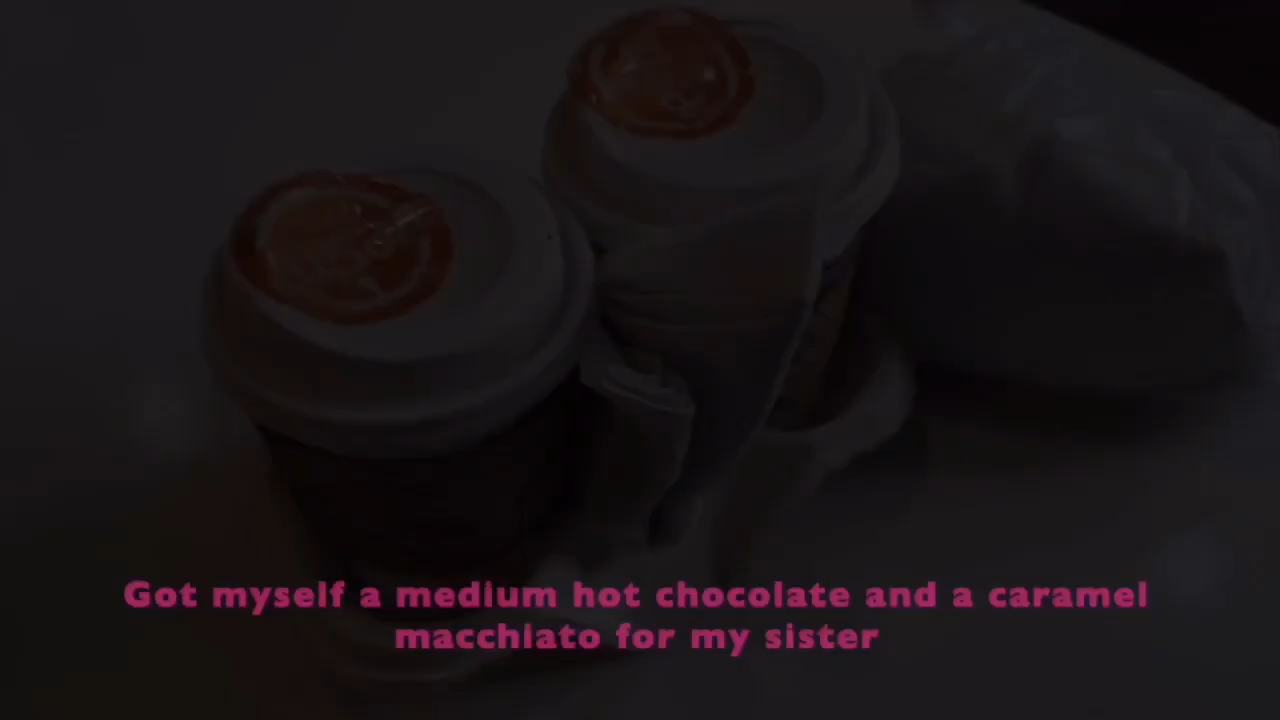 Got myself a medium hot chocolate and a caramel
macchiato for my sister